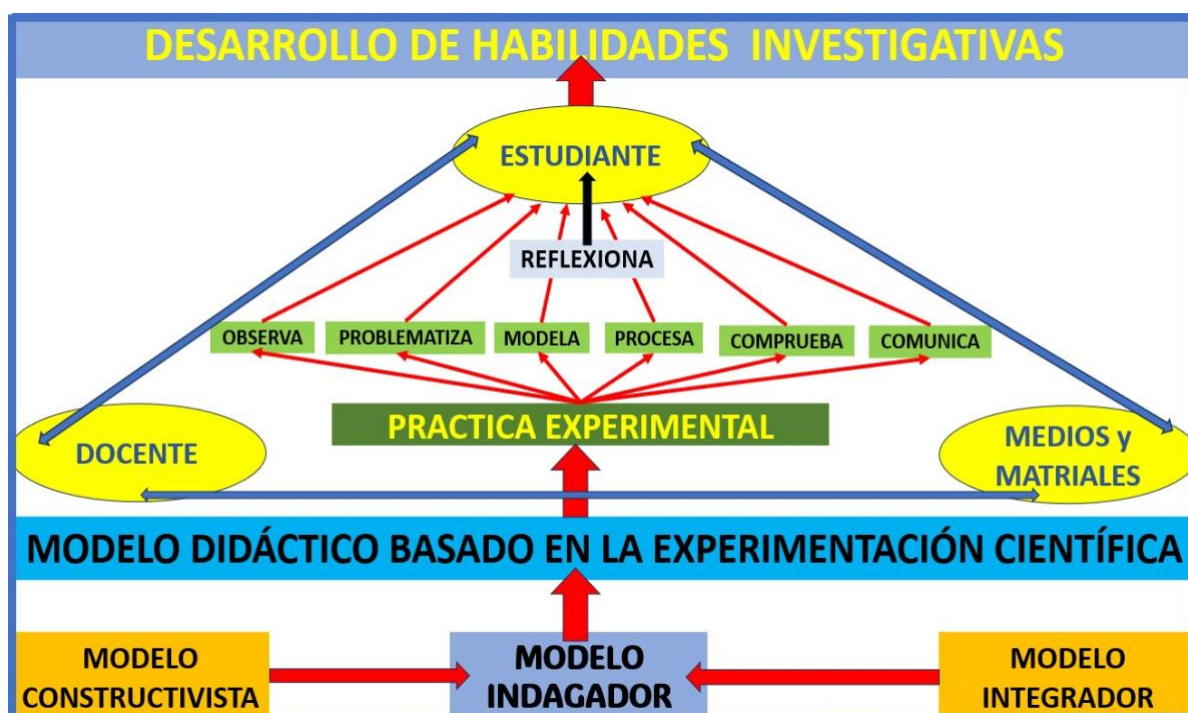 DESARROLLO DE HABILIDADES INVESTIGATIVAS
ESTUDIANTE
REFLEXIONA
OBSERVA
PROBLEMATIZA
MODELA
PROCESA
COMPRUEBA
COMUNICA
PRACTICA EXPERIMENTAL
DOCENTE
MEDIOS y
MATRIALES
MODELO DIDÁCTICO BASADO EN LA EXPERIMENTACIÓN CIENTÍFICA
MODELO
CONSTRUCTIVISTA
MODELO
INDAGADOR
MODELO
INTEGRADOR